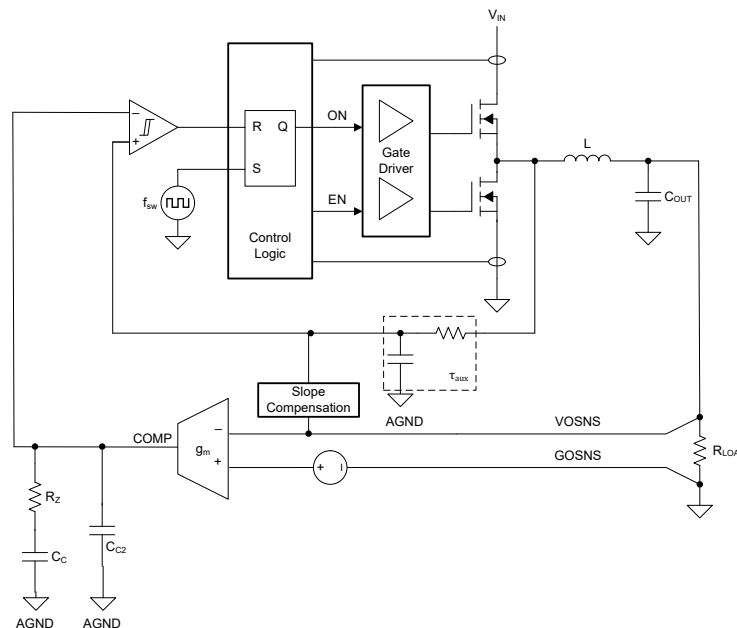 VIN
L
COUT
R Q
S
ON
EN
Gate
Driver
fsw
Control
Logic
τaux
AGND
Slope
Compensation
COMP
gm
VOSNS
GOSNS
RLOA
RZ
CC
CC2
AGND
AGND